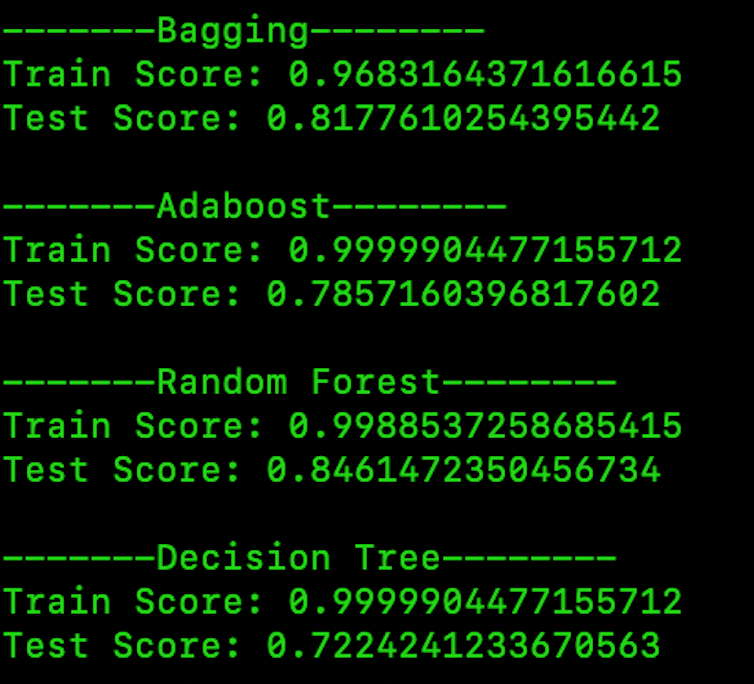 -------Bagging--------
Train Score: 0.9683164371616615
Test Score: 0.8177610254395442
-------Adaboost--------
Train Score: 0.9999904477155712
Test Score: 0.7857160396817602
-------Random Forest--------
Train Score: 0.9988537258685415
Test Score: 0.8461472350456734
-------Decision Tree--------
Train Score: 0.9999904477155712
Test Score: 0.7224241233670563